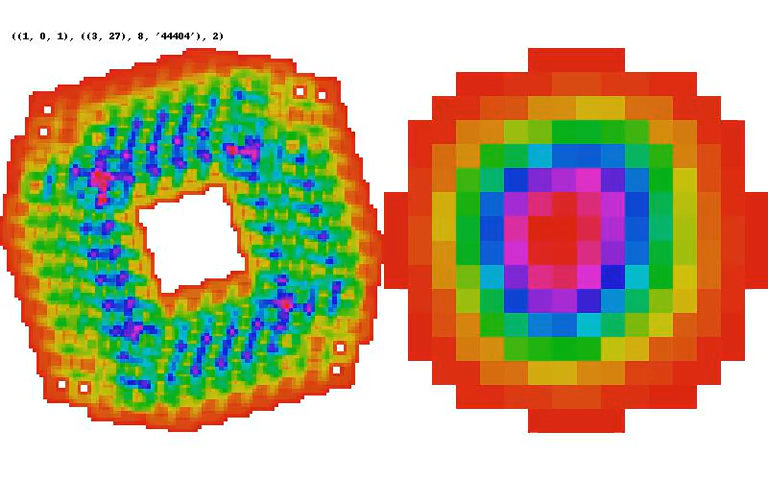 ((1, 0, 1), ((3, 27), 8, '44404'), 2)